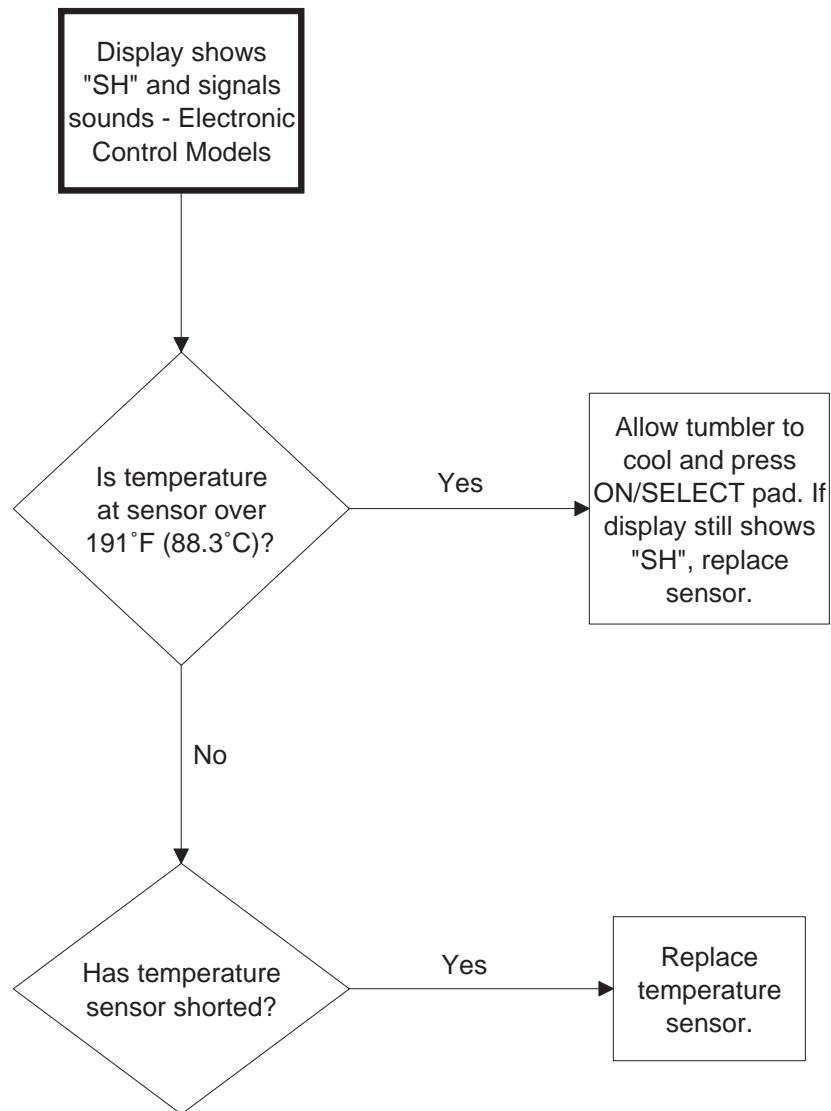 Display shows
"SH" and signals
sounds - Electronic
Control Models
Is temperature
at sensor over
191˚F (88.3˚C)?
Yes
Allow tumbler to
cool and press
ON/SELECT pad. If
display still shows
"SH", replace
sensor.
No
Has temperature
sensor shorted?
Yes
Replace
temperature
sensor.